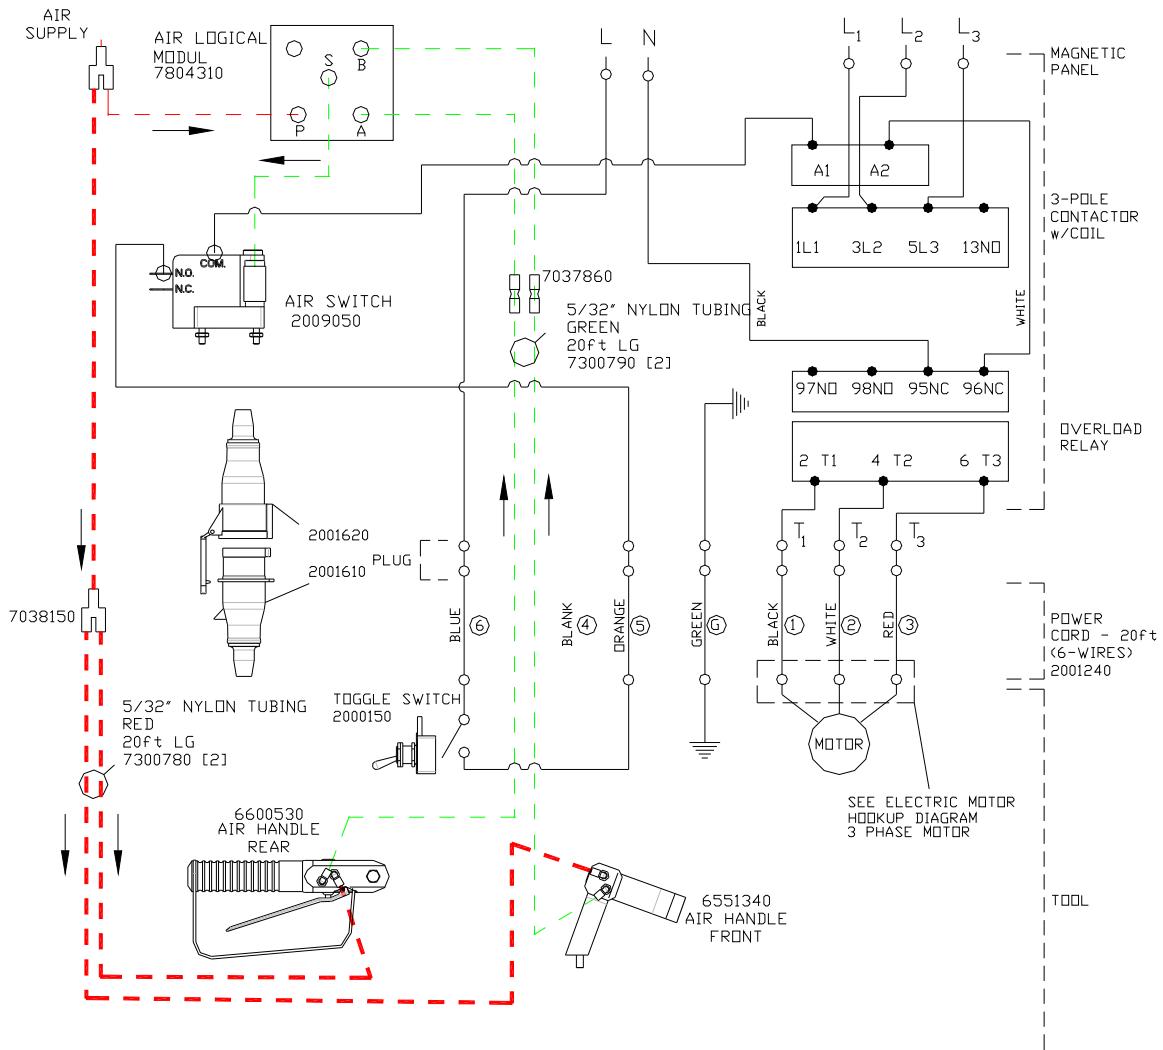 AIR
SUPPLY
AIR LOGICAL
MODUL
7804310
S
B
P
A
L
N
L1
L2
L3
MAGNETIC
PANEL
A1
A2
3-POLE
CONTACTOR
W/COIL
1L1
3L2
5L3
13NO
COM.
N.O.
N.C.
AIR SWITCH
2009050
7037860
5/32" NYLON TUBING
GREEN
20ft LG
7300790 [2]
BLACK
WHITE
97NO
98NO
95NC
96NC
OVERLOAD
RELAY
2 T1
4 T2
6 T3
T1
T2
T3
2001620
2001610
PLUG
7038150
BLUE
6
BLANK
4
ORANGE
5
GREEN
G
BLACK
1
WHITE
2
RED
3
POWER
CORD - 20ft
(6-WIRES)
2001240
TOGGLE SWITCH
2000150
5/32" NYLON TUBING
RED
20ft LG
7300780 [2]
MOTOR
SEE ELECTRIC MOTOR
HOOKUP DIAGRAM
3 PHASE MOTOR
6600530
AIR HANDLE
REAR
6551340
AIR HANDLE
FRONT
TOOL